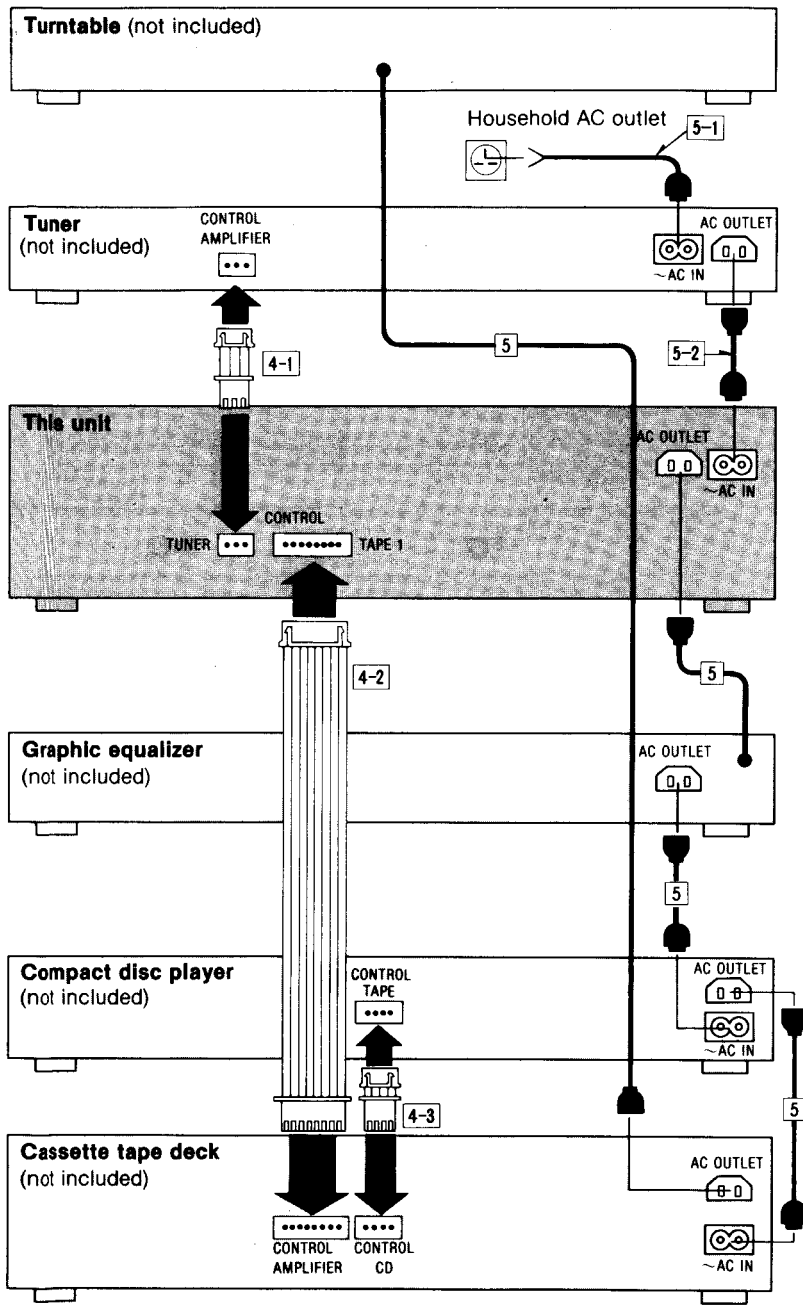 Turntable (not included)
Household AC outlet
5-1
Tuner
(not included)
CONTROL
AMPLIFIER
AC OUTLET
~AC IN
4-1
5
5-2
This unit
AC OUTLET
~AC IN
CONTROL
TUNER
TAPE 1
4-2
5
Graphic equalizer
(not included)
AC OUTLET
5
Compact disc player
(not included)
CONTROL
TAPE
AC OUTLET
~AC IN
4-3
5
Cassette tape deck
(not included)
AC OUTLET
CONTROL
AMPLIFIER
CONTROL
CD
~AC IN